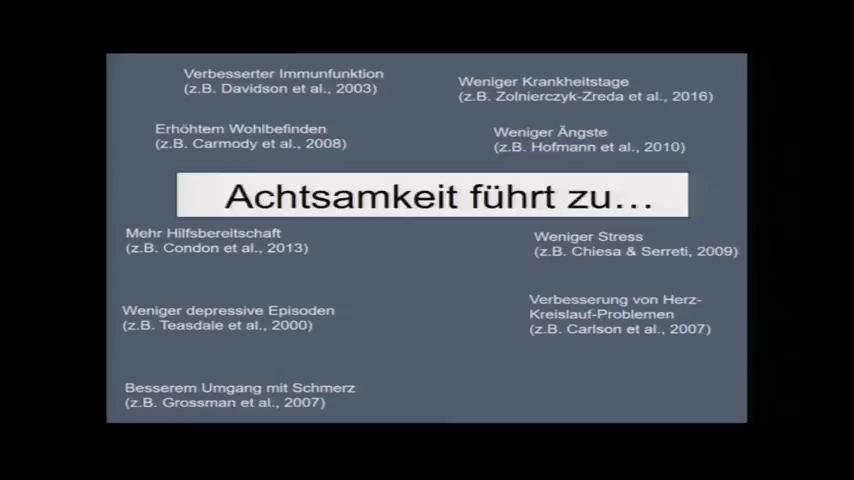 Verbesserter Immunfunktion
(z.B. Davidson et al., 2003)
Weniger Krankheitstage
(z.B. Zolnierczyk-Zreda et al., 2016)
Erhöhtem Wohlbefinden
(z.B. Carmody et al., 2008)
Weniger Ängste
(z.B. Hofmann et al., 2010)
Achtsamkeit führt zu...
Mehr Hilfsbereitschaft
(z.B. Condon et al., 2013)
Weniger Stress
(z.B. Chiesa & Serreti, 2009)
Weniger depressive Episoden
(z.B. Teasdale et al., 2000)
Verbesserung von Herz-
Kreislauf-Problemen
(z.B. Carlson et al., 2007)
Besserem Umgang mit Schmerz
(z.B. Grossman et al., 2007)